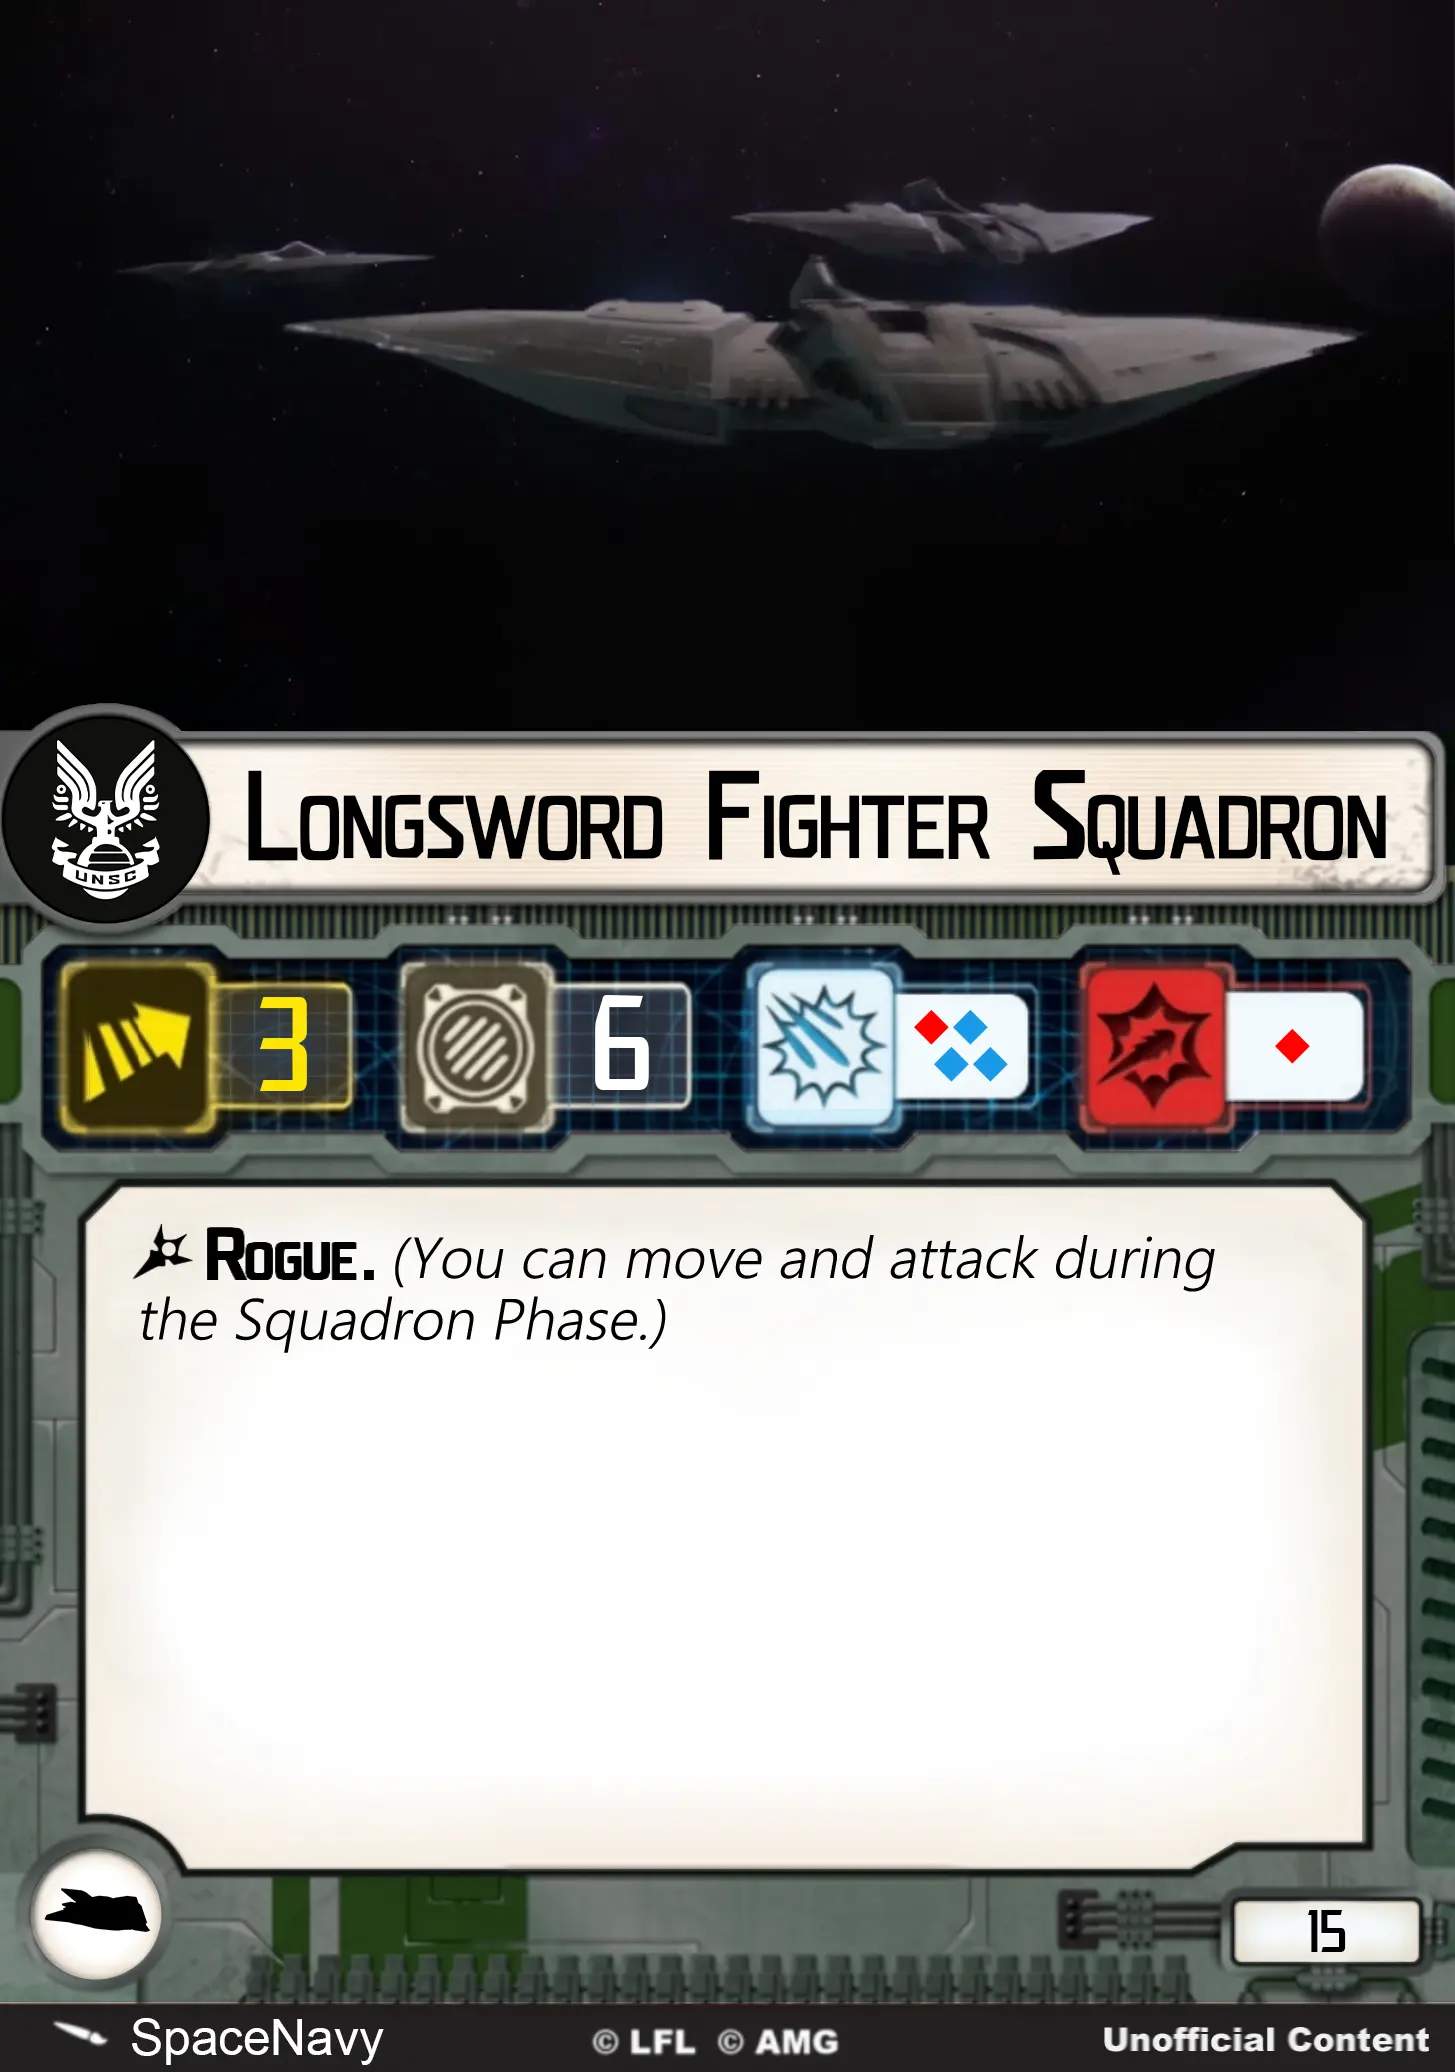 UNSC
Longsword Fighter Squadron
3
6
Rogue. (You can move and attack during
the Squadron Phase.)
15
SpaceNavy
© LFL © AMG
Unofficial Content